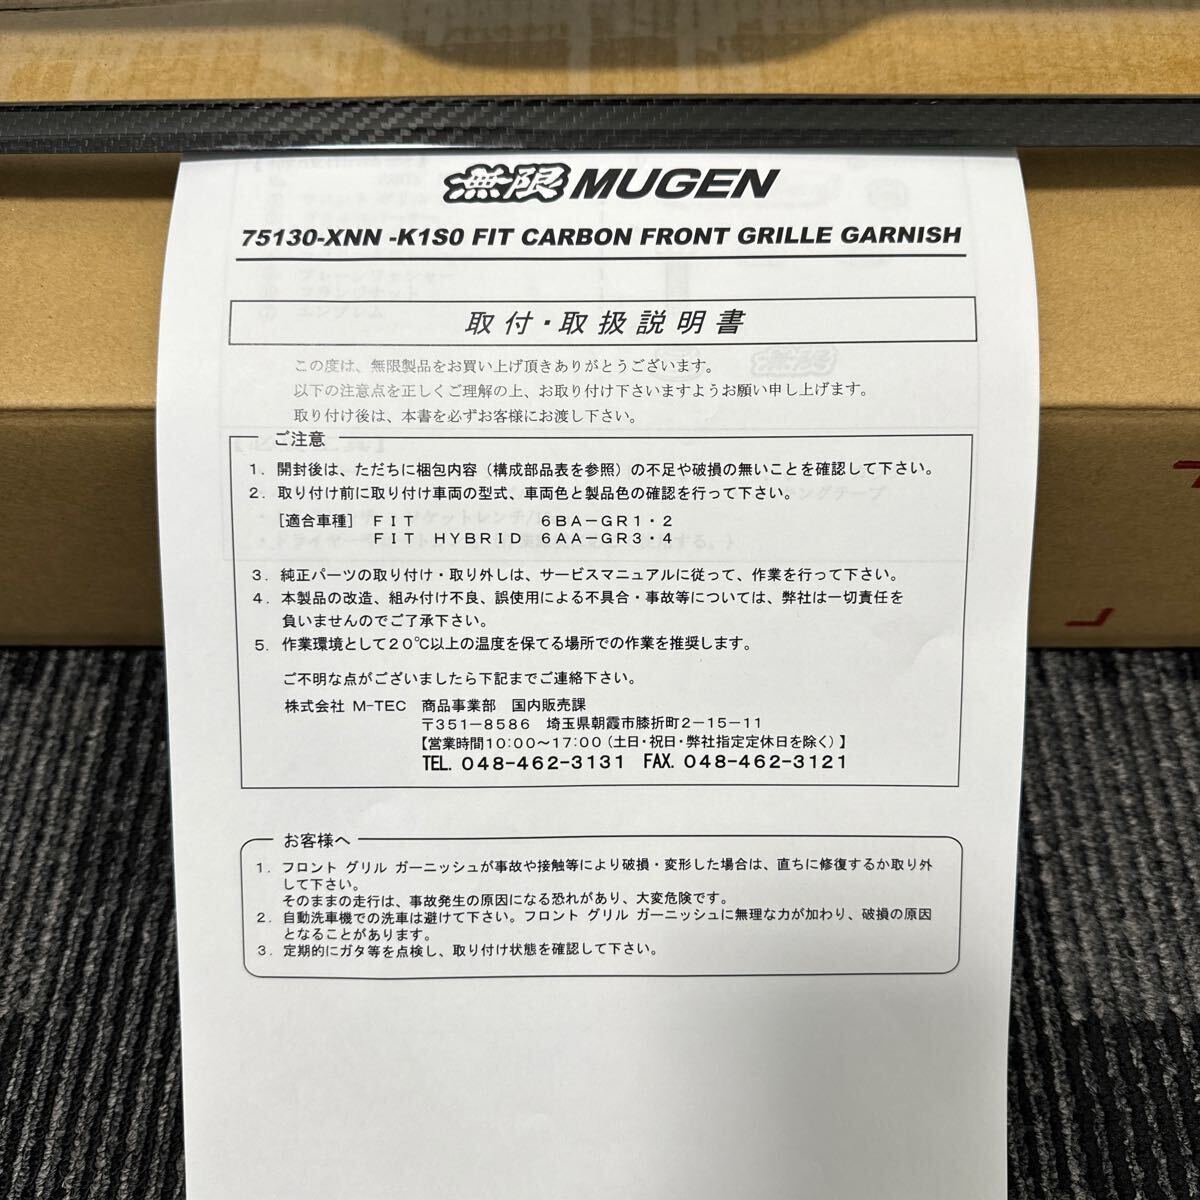 無限 MUGEN
75130-XNN -K1S0 FIT CARBON FRONT GRILLE GARNISH
取付・取扱説明書
この度は、無限製品をお買い上げ頂きありがとうございます。
以下の注意点を正しくご理解の上、お取り付け下さいますようお願い申し上げます。
取り付け後は、本書を必ずお客様にお渡し下さい。
ご注意
1. 開封後は、ただちに梱包内容（構成部品表を参照）の不足や破損の無いことを確認して下さい。
2. 取り付け前に取り付け車両の型式、車両色と製品色の確認を行って下さい。
[適合車種] FIT 6BA-GR1・2
FIT HYBRID 6AA-GR3・4
3. 純正パーツの取り付け・取り外しは、サービスマニュアルに従って、作業を行って下さい。
4. 本製品の改造、組み付け不良、誤使用による不具合・事故等については、弊社は一切責任を
負いませんのでご了承下さい。
5. 作業環境として20℃以上の温度を保てる場所での作業を推奨します。
ご不明な点がございましたら下記までご連絡下さい。
株式会社 M-TEC 商品事業部 国内販売課
〒351-8586 埼玉県朝霞市膝折町2-15-11
【営業時間10:00～17:00（土日・祝日・弊社指定定休日を除く）】
TEL. 048-462-3131 FAX. 048-462-3121
お客様へ
1. フロント グリル ガーニッシュが事故や接触等により破損・変形した場合は、直ちに修復するか取り外
して下さい。
そのままの走行は、事故発生の原因になる恐れがあり、大変危険です。
2. 自動洗車機での洗車は避けて下さい。フロント グリル ガーニッシュに無理な力が加わり、破損の原因
となることがあります。
3. 定期的にガタ等を点検し、取り付け状態を確認して下さい。